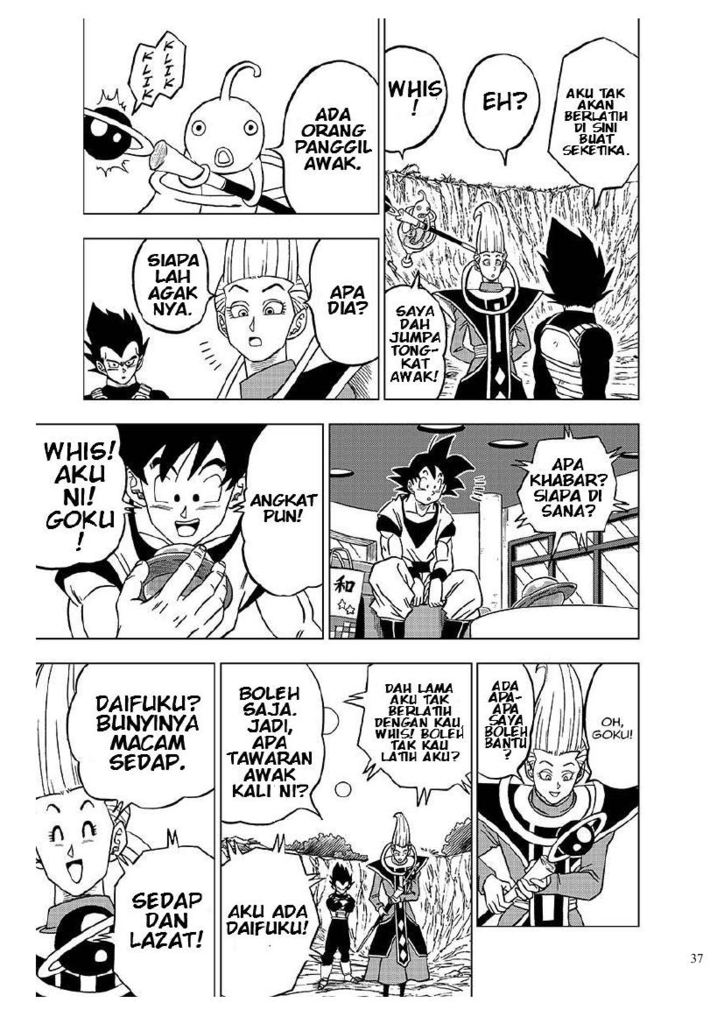 AKU TAK
AKAN
BERLATIH
DI SINI
BUAT
SEKETIKA.
EH?
WHIS
!
SAYA
DAH
JUMPA
TONG-
KAT
AWAK!
ADA
ORANG
PANGGIL
AWAK.
KLIK
KLIK
APA
DIA?
SIAPA
LAH
AGAK
NYA.
APA
KHABAR?
SIAPA DI
SANA?
和
ANGKAT
PUN!
WHIS!
AKU
NI!
GOKU
!
OH,
GOKU!
ADA
APA-
APA
SAYA
BOLEH
BANTU
?
DAH LAMA
AKU TAK
BERLATIH
DENGAN KAU,
WHIS! BOLEH
TAK KAU
LATIH AKU?
BOLEH
SAJA.
JADI,
APA
TAWARAN
AWAK
KALI NI?
AKU ADA
DAIFUKU!
DAIFUKU?
BUNYINYA
MACAM
SEDAP.
SEDAP
DAN
LAZAT!
37